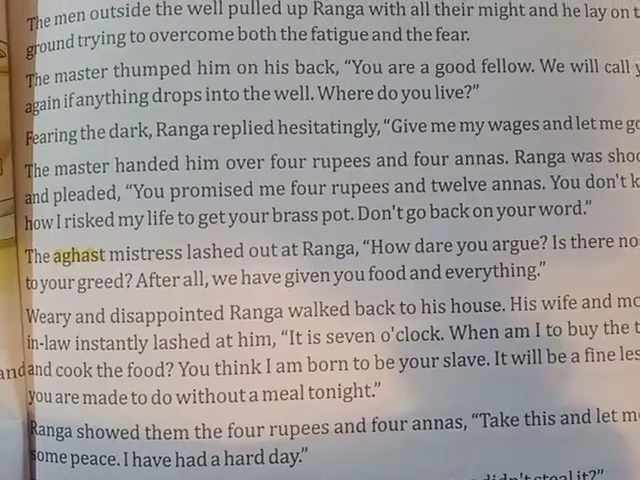 The men outside the well pulled up Ranga with all their might and he lay on
ground trying to overcome both the fatigue and the fear.
The master thumped him on his back, “You are a good fellow. We will call
again if anything drops into the well. Where do you live?”
Fearing the dark, Ranga replied hesitatingly, “Give me my wages and let me
The master handed him over four rupees and four annas. Ranga was
and pleaded, “You promised me four rupees and twelve annas. You don't
how I risked my life to get your brass pot. Don't go back on your word.”
The aghast mistress lashed out at Ranga, “How dare you argue? Is there no
to your greed? After all, we have given you food and everything.”
Weary and disappointed Ranga walked back to his house. His wife and
in-law instantly lashed at him, “It is seven o'clock. When am I to buy the
and cook the food? You think I am born to be your slave. It will be a fine
and
you are made to do without a meal tonight.”
Ranga showed them the four rupees and four annas, “Take this and let
some peace. I have had a hard day.”
didn't steal it?”